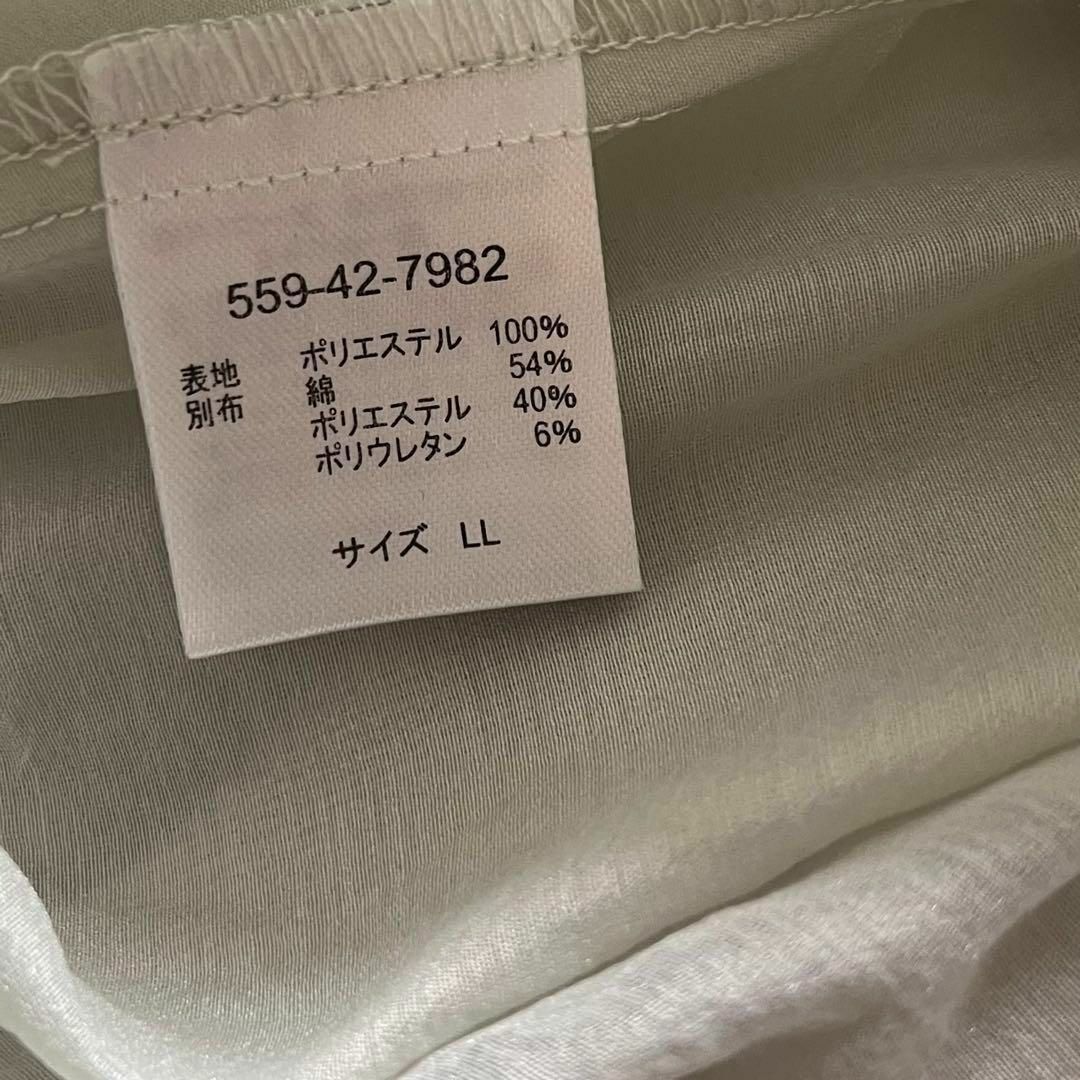 559-42-7982
表地 ポリエステル 100%
別布 綿 54%
ポリエステル 40%
ポリウレタン 6%
サイズ LL